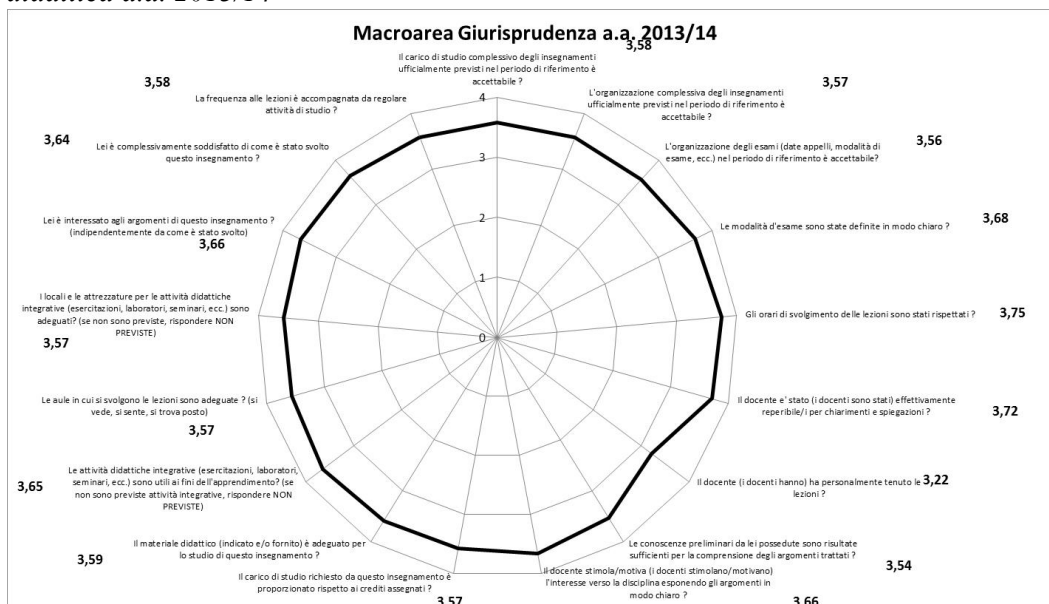 didattica a.a. 2013/14
Macroarea Giurisprudenza a.a. 2013/14
3,58
Il carico di studio complessivo degli insegnamenti
ufficialmente previsti nel periodo di riferimento è
accettabile ?
3,57
L'organizzazione complessiva degli insegnamenti
ufficialmente previsti nel periodo di riferimento è
accettabile ?
3,56
L'organizzazione degli esami (date appelli, modalità di
esame, ecc.) nel periodo di riferimento è accettabile?
3,68
Le modalità d'esame sono state definite in modo chiaro ?
Gli orari di svolgimento delle lezioni sono stati rispettati ?
3,75
Il docente e' stato (i docenti sono stati) effettivamente
reperibile/i per chiarimenti e spiegazioni ?
3,72
Il docente (i docenti hanno) ha personalmente tenuto le
lezioni ?
3,22
Le conoscenze preliminari da lei possedute sono risultate
sufficienti per la comprensione degli argomenti trattati ?
3,54
Il docente stimola/motiva (i docenti stimolano/motivano)
l'interesse verso la disciplina esponendo gli argomenti in
modo chiaro ?
3,66
Il carico di studio richiesto da questo insegnamento è
proporzionato rispetto ai crediti assegnati ?
3,57
Il materiale didattico (indicato e/o fornito) è adeguato per
lo studio di questo insegnamento ?
3,59
Le attività didattiche integrative (esercitazioni, laboratori,
seminari, ecc.) sono utili ai fini dell'apprendimento? (se
non sono previste attività integrative, rispondere NON
PREVISTE)
3,65
Le aule in cui si svolgono le lezioni sono adeguate ? (si
vede, si sente, si trova posto)
3,57
I locali e le attrezzature per le attività didattiche
integrative (esercitazioni, laboratori, seminari, ecc.) sono
adeguati? (se non sono previste, rispondere NON
PREVISTE)
3,57
Lei è interessato agli argomenti di questo insegnamento ?
(indipendentemente da come è stato svolto)
3,66
Lei è complessivamente soddisfatto di come è stato svolto
questo insegnamento ?
3,64
La frequenza alle lezioni è accompagnata da regolare
attività di studio ?
3,58
4
3
2
1
0